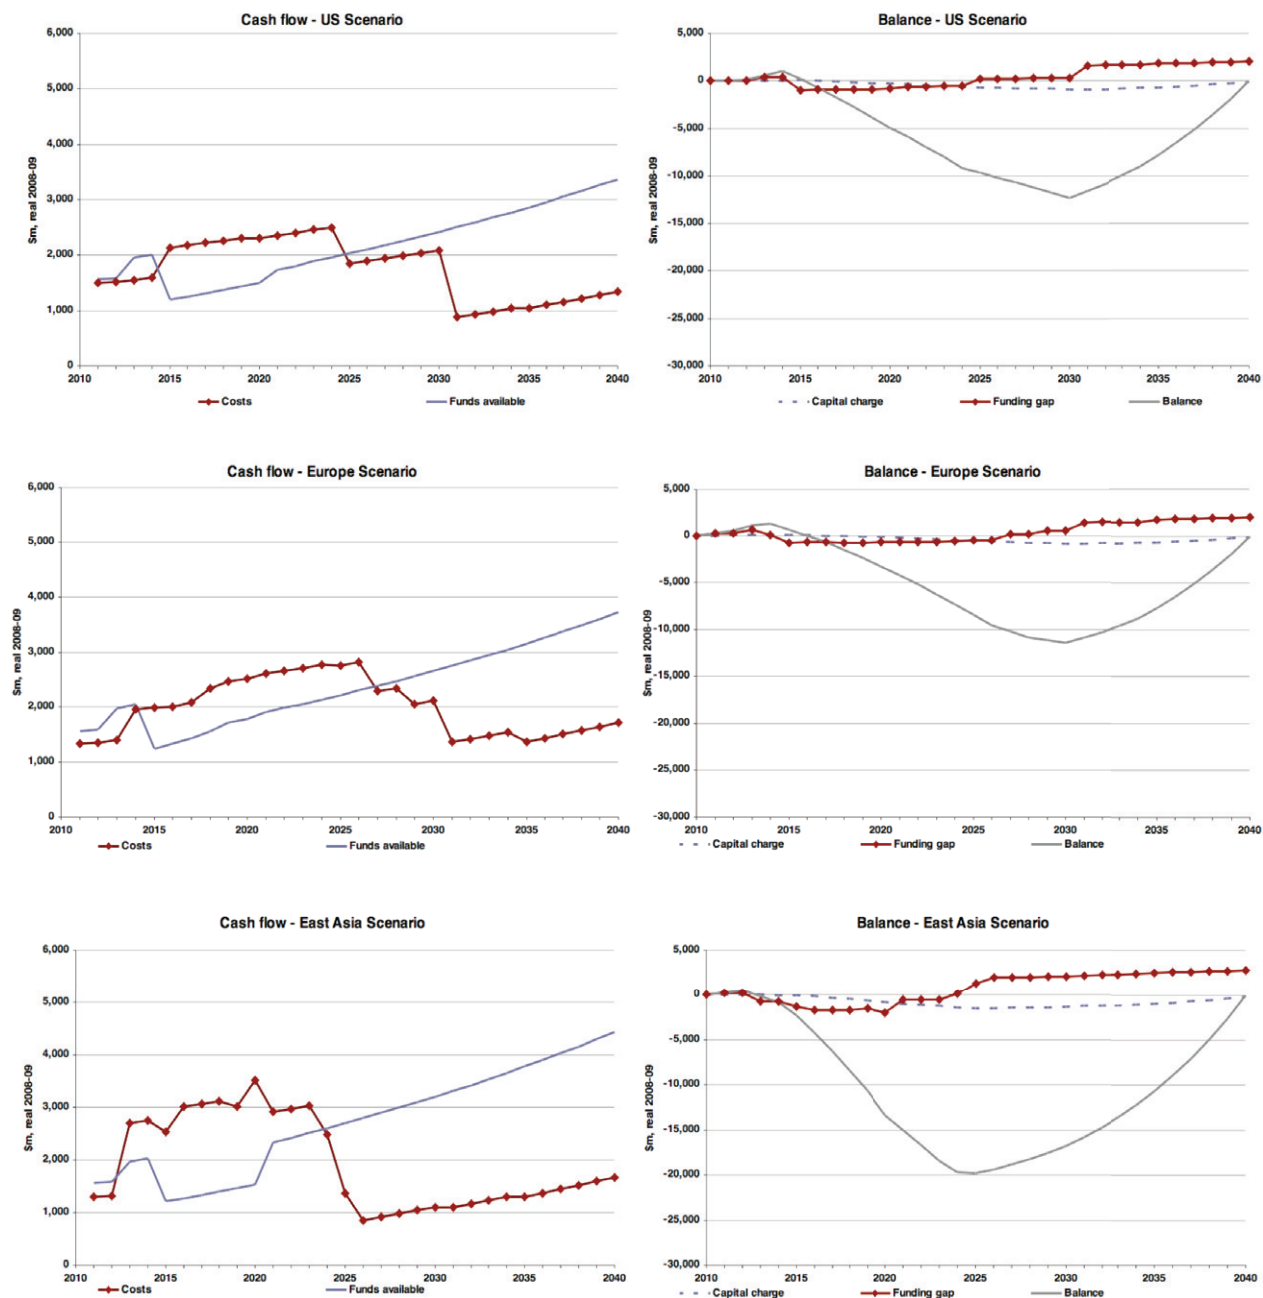 Cash flow - US Scenario
6,000
5,000
4,000
3,000
2,000
1,000
0
$m, real 2008-09
2010 2015 2020 2025 2030 2035 2040
Costs Funds available
Balance - US Scenario
5,000
0
-5,000
-10,000
-15,000
-20,000
-25,000
-30,000
$m, real 2008-09
2010 2015 2020 2025 2030 2035 2040
Capital charge Funding gap Balance
Cash flow - Europe Scenario
6,000
5,000
4,000
3,000
2,000
1,000
0
$m, real 2008-09
2010 2015 2020 2025 2030 2035 2040
Costs Funds available
Balance - Europe Scenario
5,000
0
-5,000
-10,000
-15,000
-20,000
-25,000
-30,000
$m, real 2008-09
2010 2015 2020 2025 2030 2035 2040
Capital charge Funding gap Balance
Cash flow - East Asia Scenario
6,000
5,000
4,000
3,000
2,000
1,000
0
$m, real 2008-09
2010 2015 2020 2025 2030 2035 2040
Costs Funds available
Balance - East Asia Scenario
5,000
0
-5,000
-10,000
-15,000
-20,000
-25,000
-30,000
$m, real 2008-09
2010 2015 2020 2025 2030 2035 2040
Capital charge Funding gap Balance